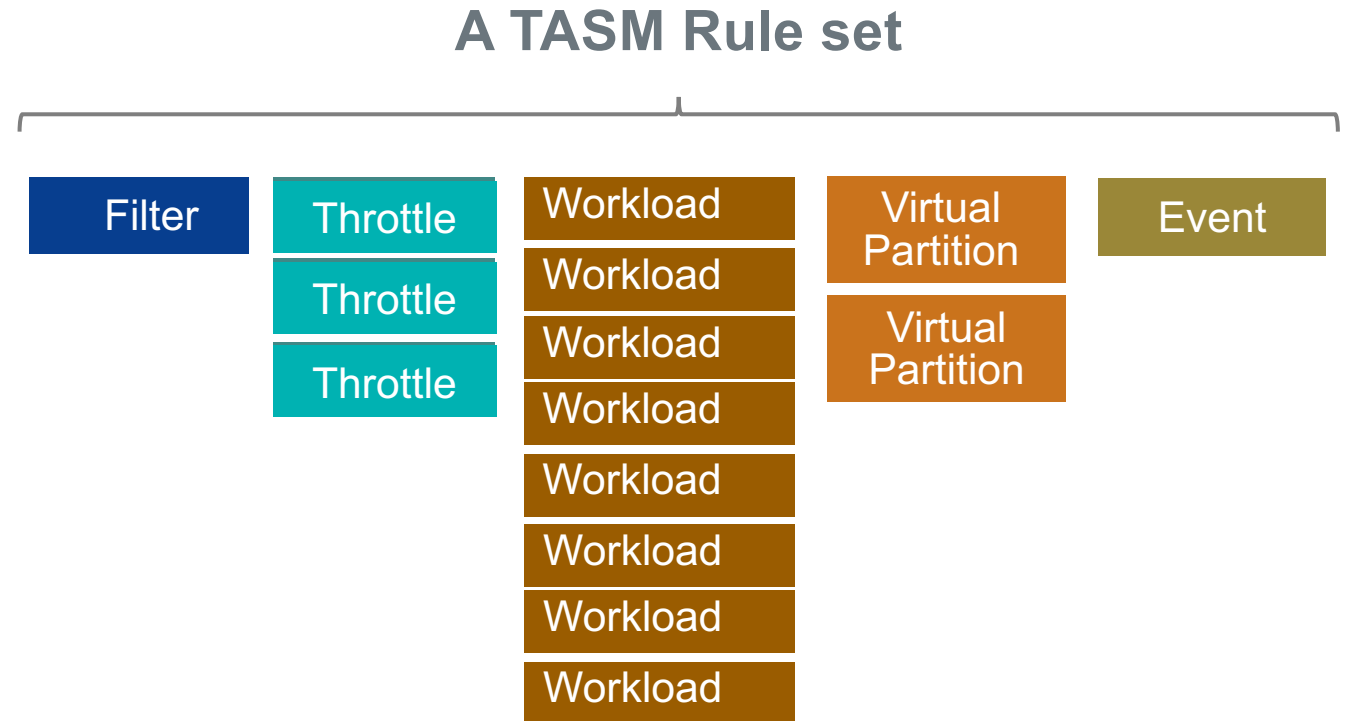 A TASM Rule set
Filter
Throttle
Throttle
Throttle
Workload
Workload
Workload
Workload
Workload
Workload
Workload
Workload
Virtual
Partition
Virtual
Partition
Event